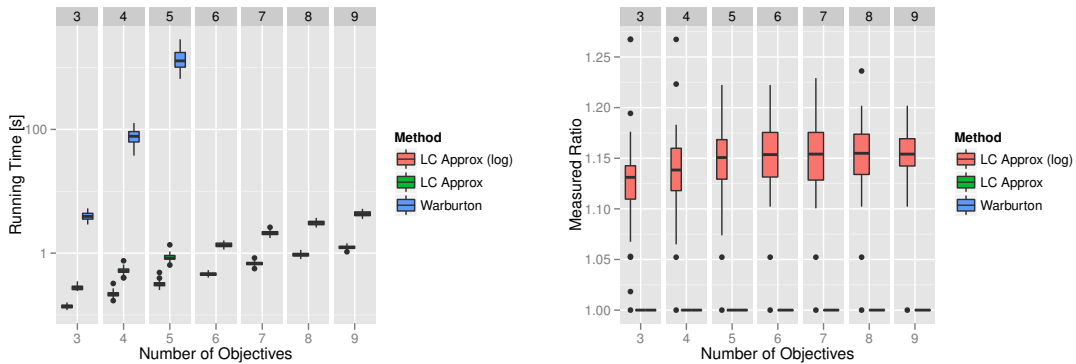 3 4 5 6 7 8 9
Running Time [s]
100
1
3 4 5 6 7 8 9
Number of Objectives
Method
LC Approx (log)
LC Approx
Warburton
3 4 5 6 7 8 9
Measured Ratio
1.25
1.20
1.15
1.10
1.05
1.00
3 4 5 6 7 8 9
Number of Objectives
Method
LC Approx (log)
LC Approx
Warburton